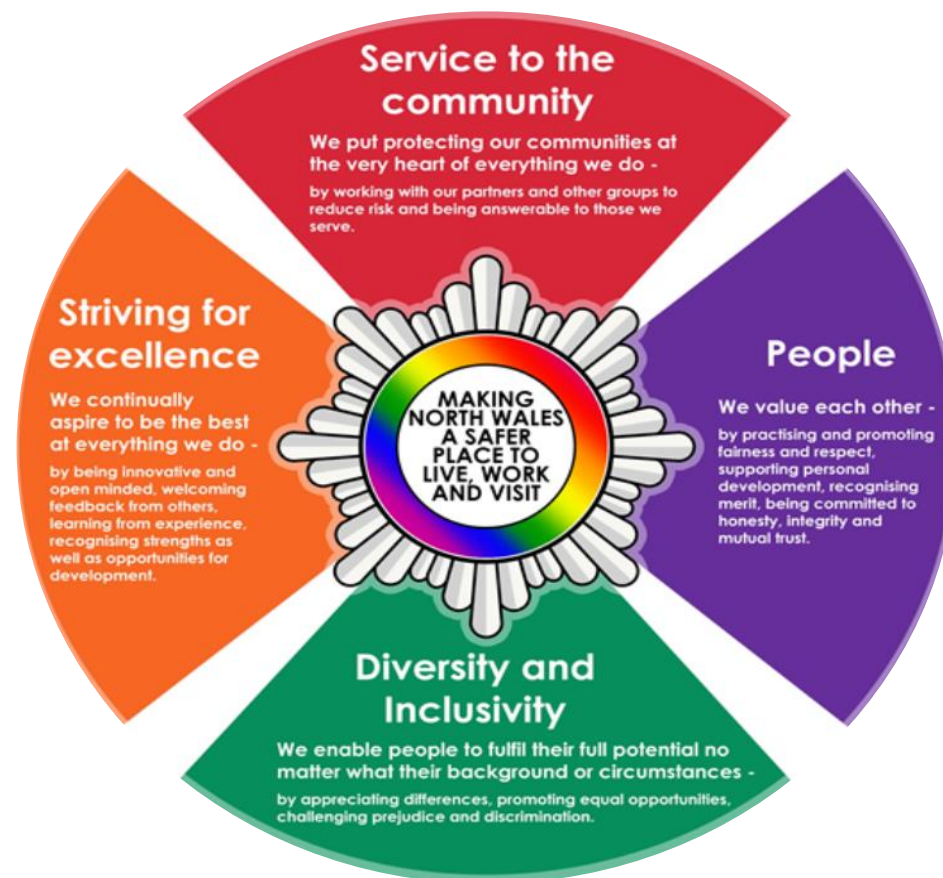 Service to the
community
We put protecting our communities at
the very heart of everything we do -
by working with our partners and other groups to
reduce risk and being answerable to those we
serve.
Striving for
excellence
We continually
aspire to be the best
at everything we do -
by being innovative and
open minded, welcoming
feedback from others,
learning from experience,
recognising strengths as
well as opportunities for
development.
MAKING
NORTH WALES
A SAFER
PLACE TO
LIVE, WORK
AND VISIT
People
We value each other -
by practising and promoting
fairness and respect,
supporting personal
development, recognising
merit, being committed to
honesty, integrity and
mutual trust.
Diversity and
Inclusivity
We enable people to fulfil their full potential no
matter what their background or circumstances -
by appreciating differences, promoting equal opportunities,
challenging prejudice and discrimination.